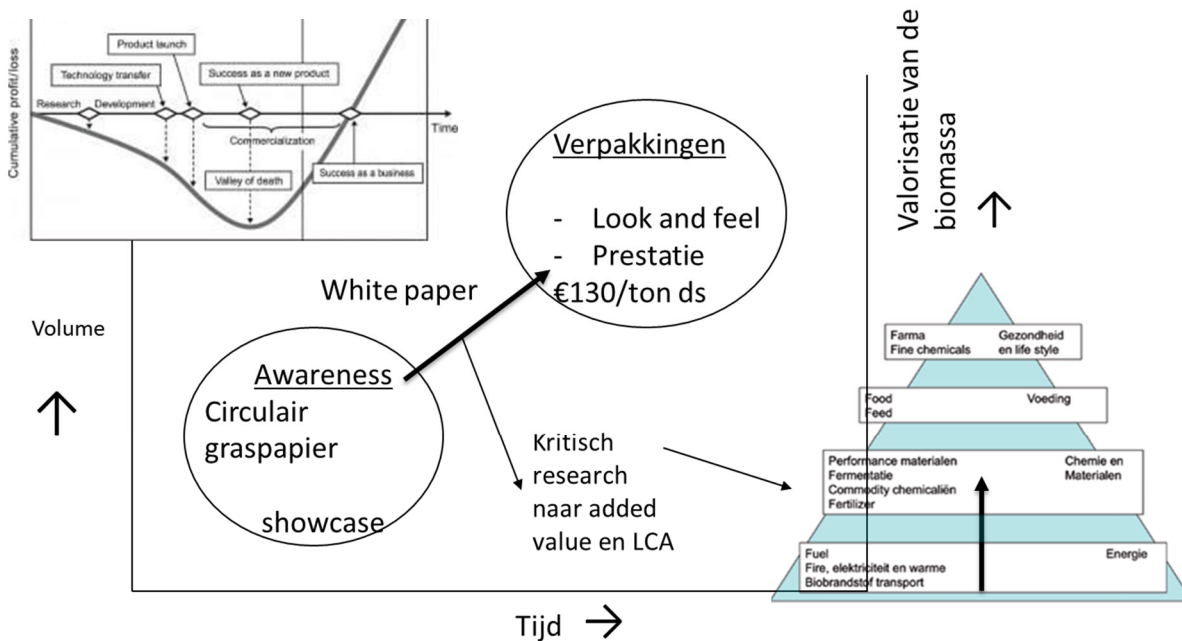 Cumulative profit/loss
Product launch
Technology transfer
Success as a new product
Research
Development
Time
Commercialization
Success as a business
Valley of death
Verpakkingen
- Look and feel
- Prestatie
€130/ton ds
White paper
Volume
Awareness
Circulair
graspapier
showcase
Kritisch
research
naar added
value en LCA
Tijd
Valorisatie van de
biomassa
Farma
Fine chemicals
Gezondheid
en life style
Food
Feed
Voeding
Performance materialen
Fermentatie
Commodity chemicaliën
Fertilizer
Chemie en
Materialen
Fuel
Fire, elektriciteit en warme
Biobrandstof transport
Energie